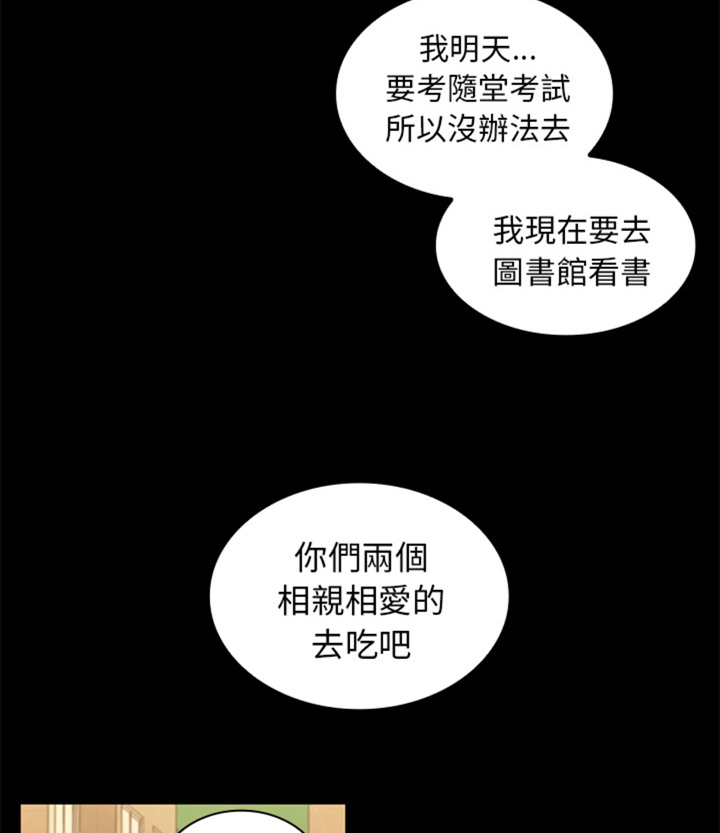 我明天...
要考隨堂考試
所以沒辦法去
我現在要去
圖書館看書
你們兩個
相親相愛的
去吃吧